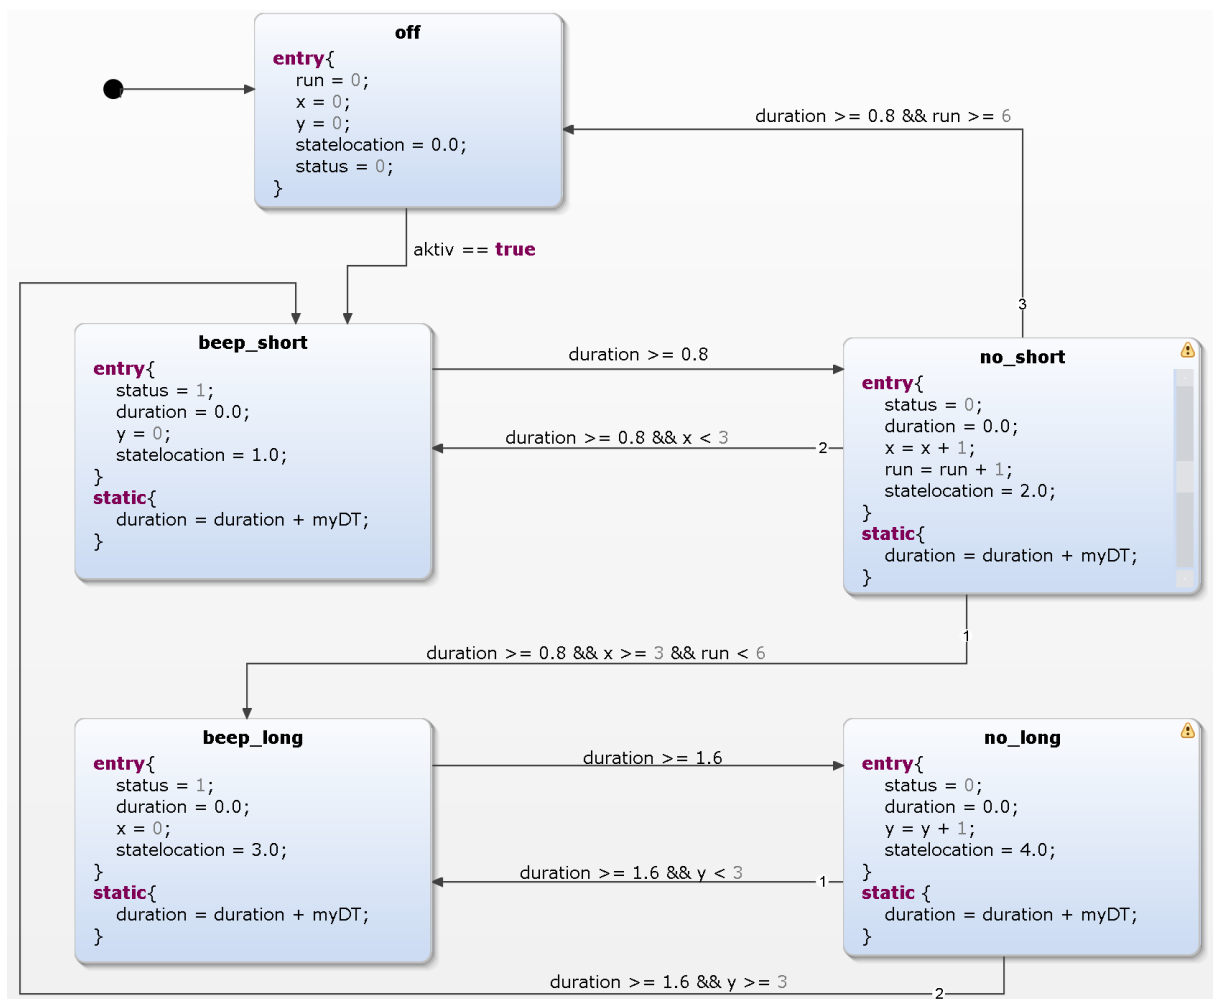 off
entry{
run = 0;
x = 0;
y = 0;
statelocation = 0.0;
status = 0;
}
duration >= 0.8 && run >= 6
aktiv == true
3
beep_short
entry{
status = 1;
duration = 0.0;
y = 0;
statelocation = 1.0;
}
static{
duration = duration + myDT;
}
duration >= 0.8
duration >= 0.8 && x < 3
2
no_short
entry{
status = 0;
duration = 0.0;
x = x + 1;
run = run + 1;
statelocation = 2.0;
}
static{
duration = duration + myDT;
}
1
duration >= 0.8 && x >= 3 && run < 6
beep_long
entry{
status = 1;
duration = 0.0;
x = 0;
statelocation = 3.0;
}
static{
duration = duration + myDT;
}
duration >= 1.6
duration >= 1.6 && y < 3
1
no_long
entry{
status = 0;
duration = 0.0;
y = y + 1;
statelocation = 4.0;
}
static {
duration = duration + myDT;
}
duration >= 1.6 && y >= 3
2